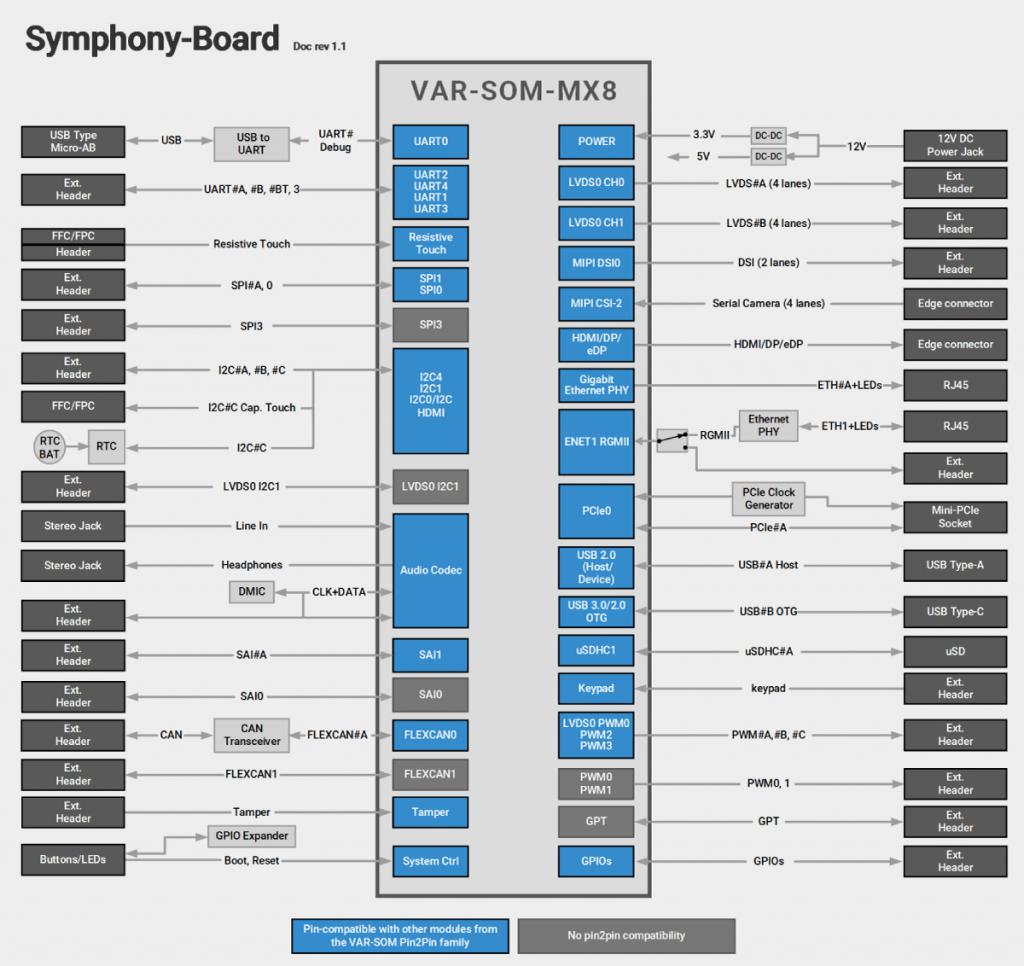 Symphony-Board Doc rev 1.1
VAR-SOM-MX8
USB Type
Micro-AB
USB
USB to
UART
UART#
Debug
UART0
Ext.
Header
UART#A, #B, #BT, 3
UART2
UART4
UART1
UART3
FFC/FPC
Header
Resistive Touch
Resistive
Touch
Ext.
Header
SPI#A, 0
SPI1
SPI0
Ext.
Header
SPI3
SPI3
Ext.
Header
I2C#A, #B, #C
I2C4
I2C1
I2C0/I2C
HDMI
FFC/FPC
I2C#C Cap. Touch
RTC
BAT
RTC
I2C#C
Ext.
Header
LVDS0 I2C1
LVDS0 I2C1
Stereo Jack
Line In
Audio Codec
Stereo Jack
Headphones
DMIC
CLK+DATA
Ext.
Header
Ext.
Header
SAI#A
SAI1
Ext.
Header
SAI0
SAI0
Ext.
Header
CAN
CAN
Transceiver
FLEXCAN#A
FLEXCAN0
Ext.
Header
FLEXCAN1
FLEXCAN1
Ext.
Header
Tamper
Tamper
GPIO Expander
Buttons/LEDs
Boot, Reset
System Ctrl
POWER
3.3V
DC-DC
5V
DC-DC
12V
12V DC
Power Jack
LVDS0 CH0
LVDS#A (4 lanes)
Ext.
Header
LVDS0 CH1
LVDS#B (4 lanes)
Ext.
Header
MIPI DSI0
DSI (2 lanes)
Ext.
Header
MIPI CSI-2
Serial Camera (4 lanes)
Edge connector
HDMI/DP/
eDP
HDMI/DP/eDP
Edge connector
Gigabit
Ethernet PHY
ETH#A+LEDs
RJ45
ENET1 RGMII
RGMII
Ethernet
PHY
ETH1+LEDs
RJ45
Ext.
Header
PCIe0
PCIe Clock
Generator
PCIe#A
Mini-PCIe
Socket
USB 2.0
(Host/
Device)
USB#A Host
USB Type-A
USB 3.0/2.0
OTG
USB#B OTG
USB Type-C
uSDHC1
uSDHC#A
uSD
Keypad
keypad
Ext.
Header
LVDS0 PWM0
PWM2
PWM3
PWM#A, #B, #C
Ext.
Header
PWM0
PWM1
PWM0, 1
Ext.
Header
GPT
GPT
Ext.
Header
GPIOs
GPIOs
Ext.
Header
Pin-compatible with other modules from
the VAR-SOM Pin2Pin family
No pin2pin compatibility